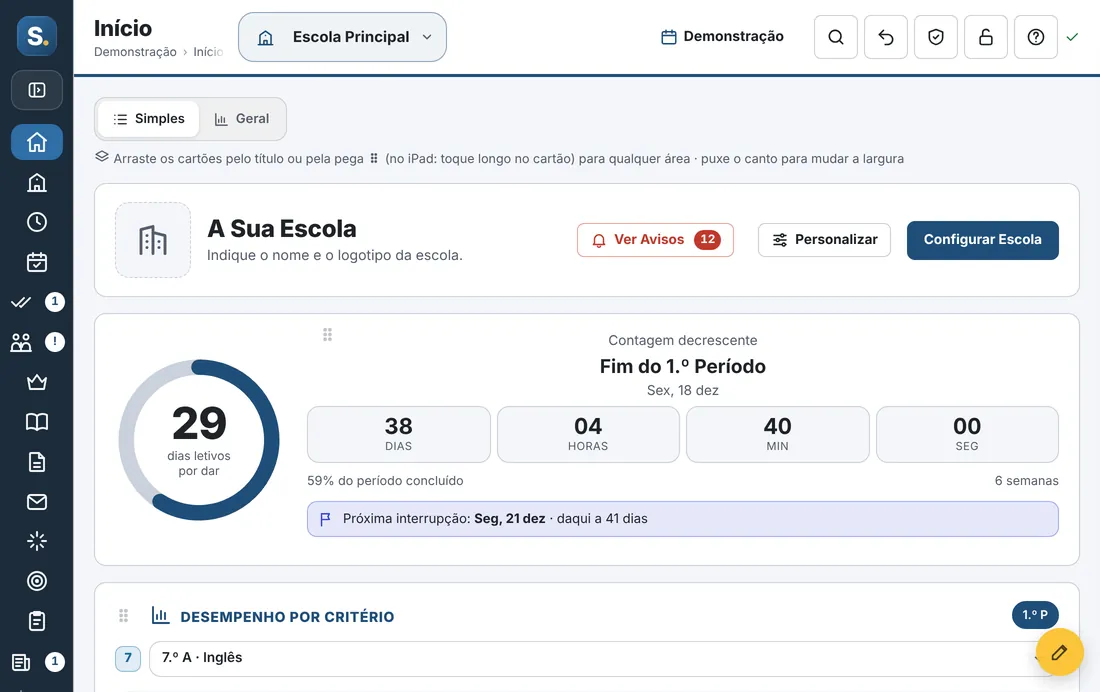 S.
Início
Demonstração › Início
Escola Principal
Demonstração
Simples
Geral
Arraste os cartões pelo título ou pela pega ⠿ (no iPad: toque longo no cartão) para qualquer área · puxe o canto para mudar a largura
A Sua Escola
Indique o nome e o logotipo da escola.
Ver Avisos 12
Personalizar
Configurar Escola
1
!
1
29
dias letivos
por dar
Contagem decrescente
Fim do 1.º Período
Sex, 18 dez
38
DIAS
04
HORAS
40
MIN
00
SEG
59% do período concluído
6 semanas
Próxima interrupção: Seg, 21 dez · daqui a 41 dias
DESEMPENHO POR CRITÉRIO
1.º P
7
7.º A · Inglês